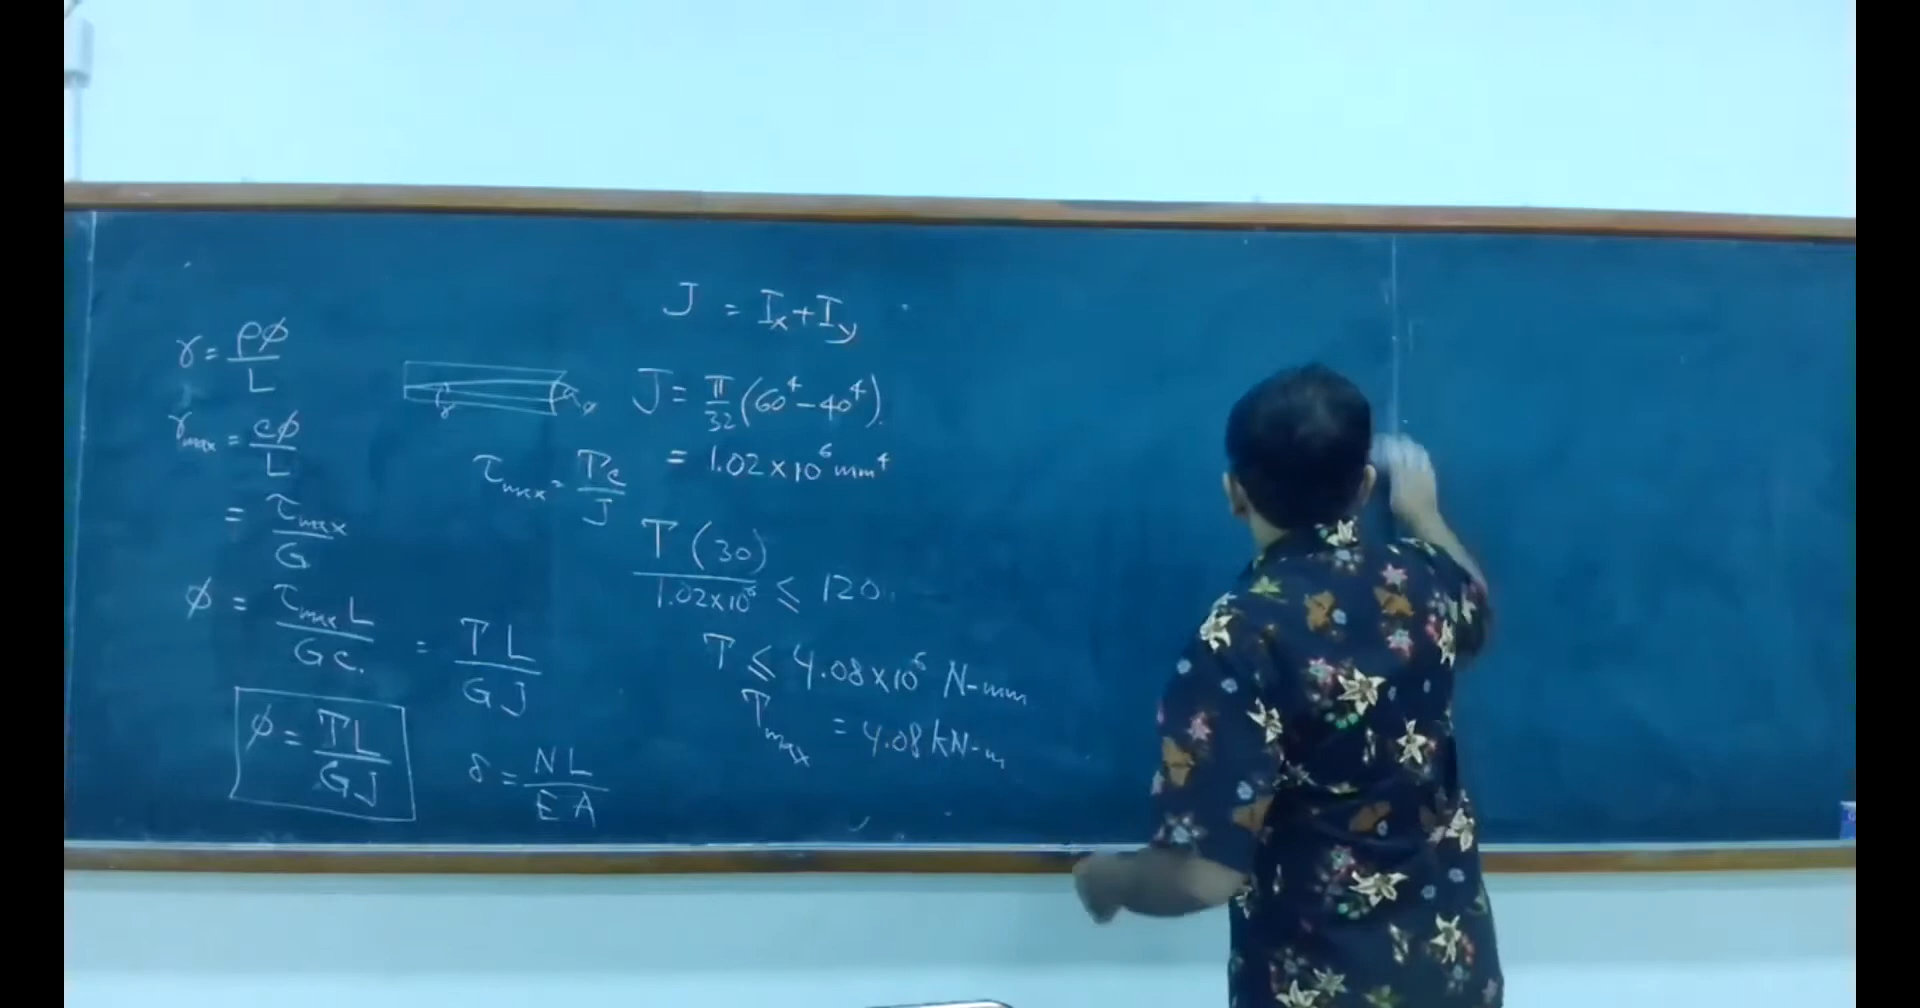 γ = ρφ / L
γmax = cφ / L
= τmax / G
φ = τmax L / Gc. = TL / GJ
φ = TL / GJ
δ = NL / EA
γ
φ
τmax = Tc / J
J = Ix + Iy
J = π/32 (60⁴ − 40⁴).
= 1.02 × 10⁶ mm⁴
T (30) / 1.02×10⁶ ≤ 120
T ≤ 4.08×10⁶ N-mm
Tmax = 4.08 kN-m